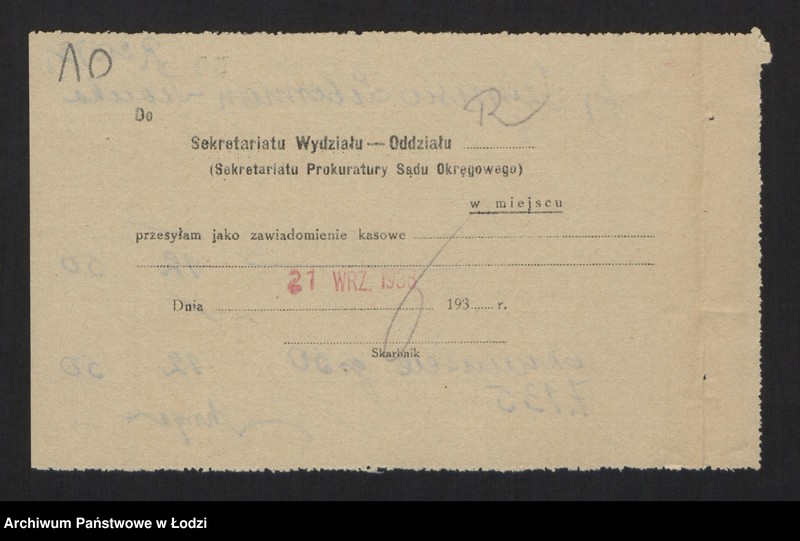 10
R
Do
Sekretariatu Wydziału — Oddziału ............
(Sekretariatu Prokuratury Sądu Okręgowego)
w miejscu
przesyłam jako zawiadomienie kasowe ............
21 WRZ. 1936
Dnia ............ 193...... r.
Skarbnik
Archiwum Państwowe w Łodzi